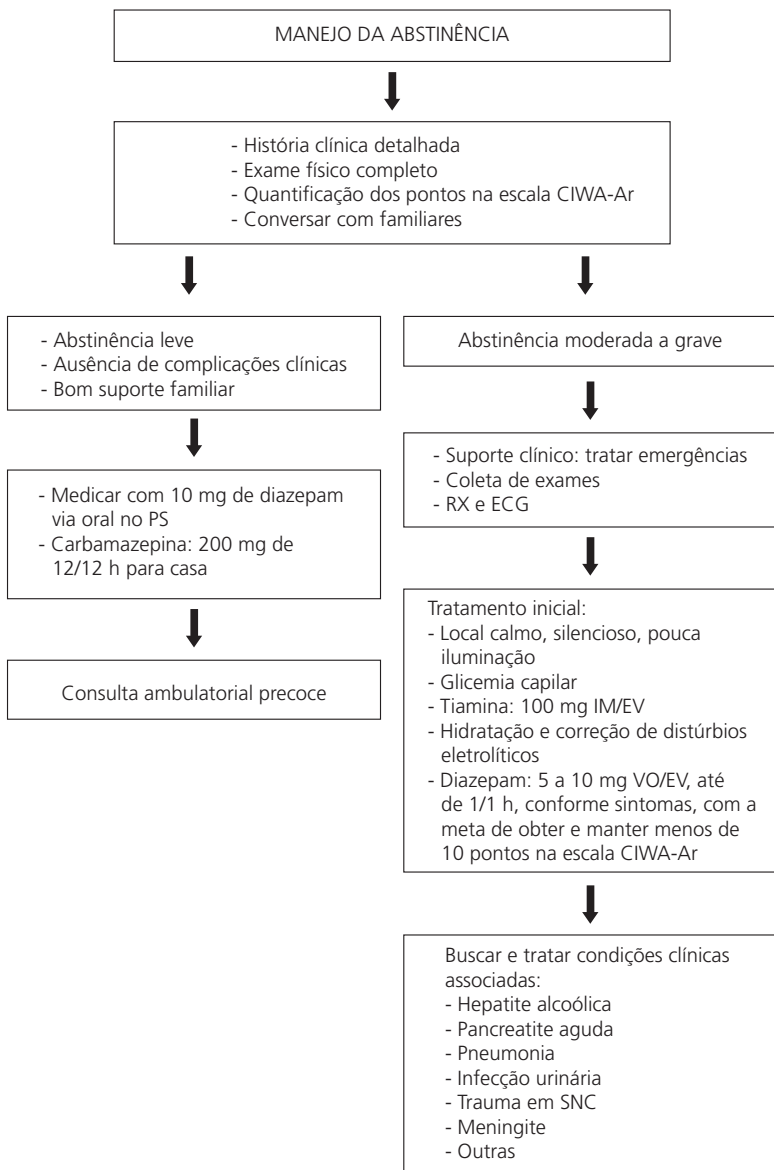 MANEJO DA ABSTINÊNCIA
- História clínica detalhada
- Exame físico completo
- Quantificação dos pontos na escala CIWA-Ar
- Conversar com familiares
- Abstinência leve
- Ausência de complicações clínicas
- Bom suporte familiar
- Medicar com 10 mg de diazepam
via oral no PS
- Carbamazepina: 200 mg de
12/12 h para casa
Consulta ambulatorial precoce
Abstinência moderada a grave
- Suporte clínico: tratar emergências
- Coleta de exames
- RX e ECG
Tratamento inicial:
- Local calmo, silencioso, pouca
iluminação
- Glicemia capilar
- Tiamina: 100 mg IM/EV
- Hidratação e correção de distúrbios
eletrolíticos
- Diazepam: 5 a 10 mg VO/EV, até
de 1/1 h, conforme sintomas, com a
meta de obter e manter menos de
10 pontos na escala CIWA-Ar
Buscar e tratar condições clínicas
associadas:
- Hepatite alcoólica
- Pancreatite aguda
- Pneumonia
- Infecção urinária
- Trauma em SNC
- Meningite
- Outras